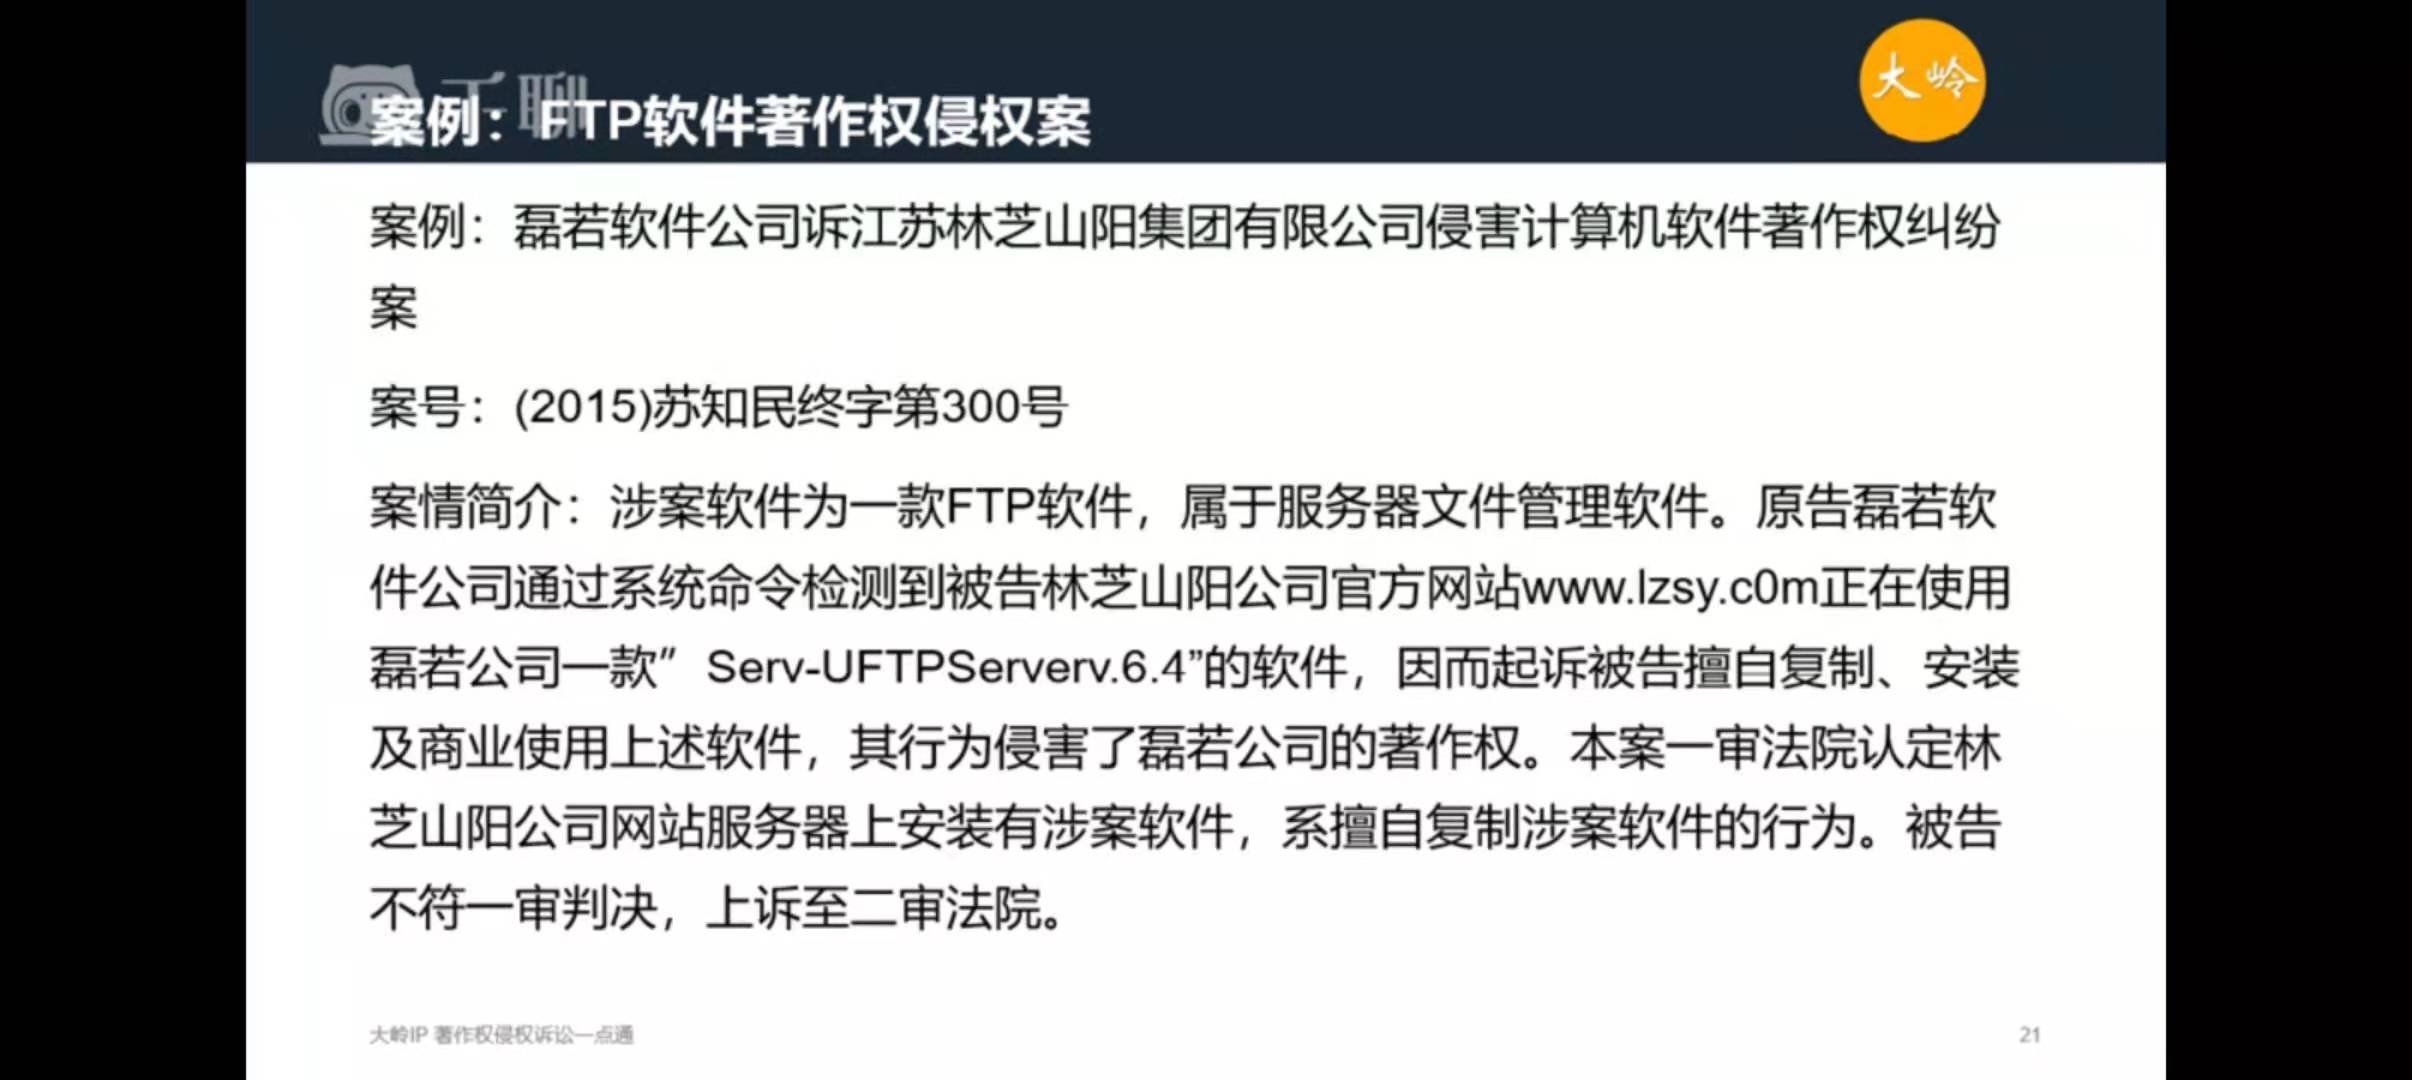 千聊
大岭
案例：FTP软件著作权侵权案
案例：磊若软件公司诉江苏林芝山阳集团有限公司侵害计算机软件著作权纠纷
案
案号：(2015)苏知民终字第300号
案情简介：涉案软件为一款FTP软件，属于服务器文件管理软件。原告磊若软
件公司通过系统命令检测到被告林芝山阳公司官方网站www.lzsy.c0m正在使用
磊若公司一款”Serv-UFTPServerv.6.4”的软件，因而起诉被告擅自复制、安装
及商业使用上述软件，其行为侵害了磊若公司的著作权。本案一审法院认定林
芝山阳公司网站服务器上安装有涉案软件，系擅自复制涉案软件的行为。被告
不符一审判决，上诉至二审法院。
大岭IP 著作权侵权诉讼一点通
21